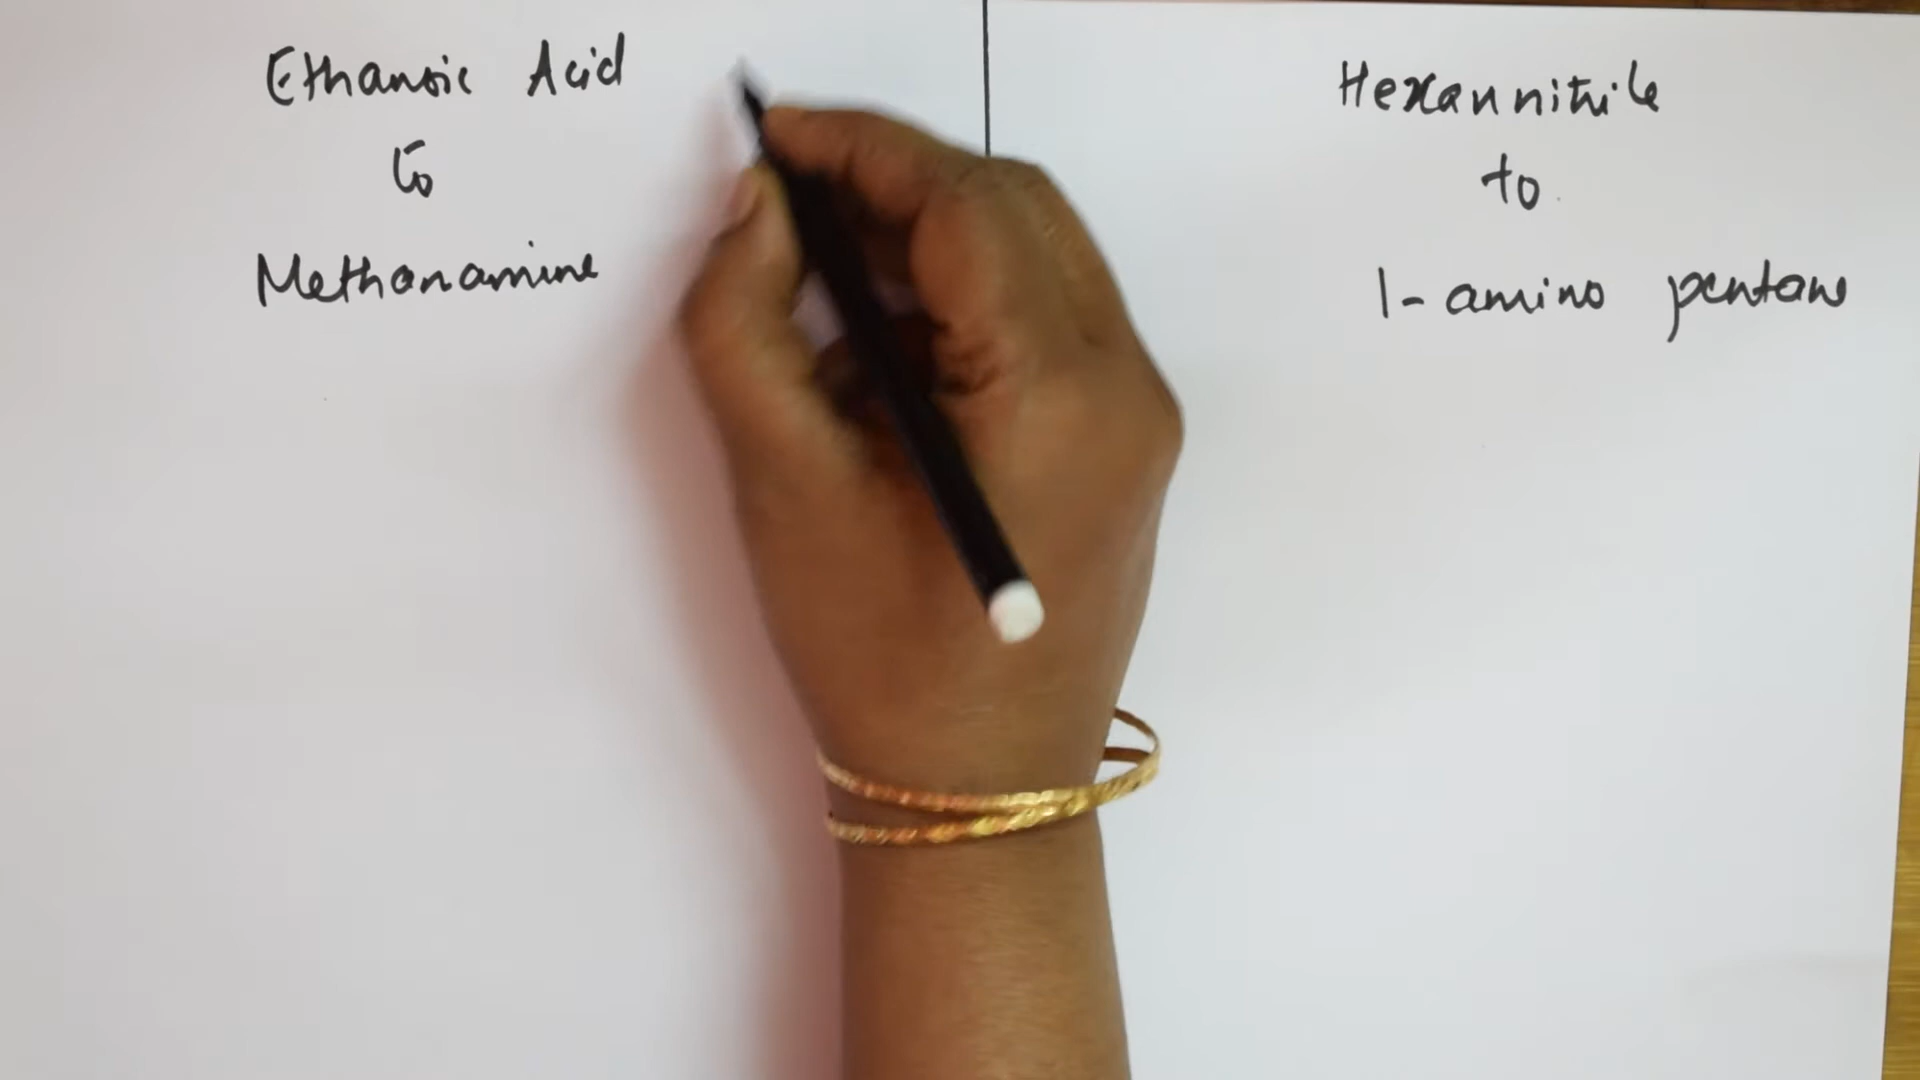 Ethanoic Acid
to
Methanamine
Hexannitrile
to
1-amino pentane